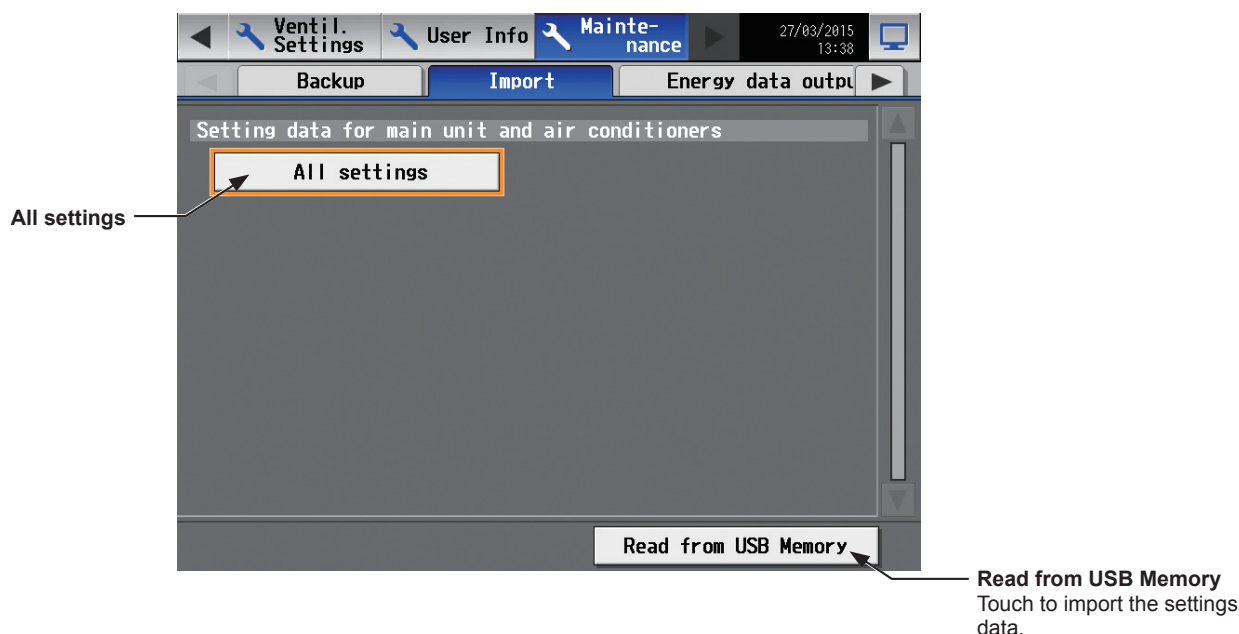 Ventil.
Settings
User Info
Mainte-
nance
27/03/2015
13:38
Backup
Import
Energy data outpu
Setting data for main unit and air conditioners
All settings
All settings
Read from USB Memory
Read from USB Memory
Touch to import the settings
data.